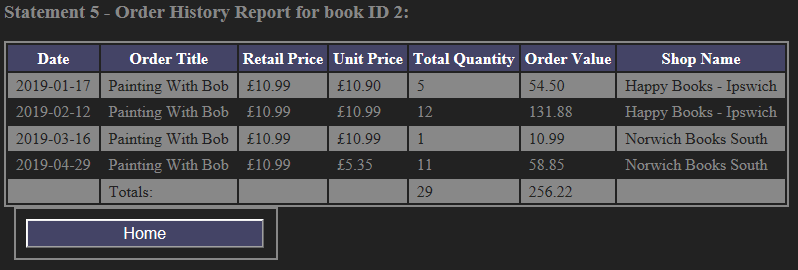 Statement 5 - Order History Report for book ID 2:
Date Order Title Retail Price Unit Price Total Quantity Order Value Shop Name
2019-01-17 Painting With Bob £10.99 £10.90 5 54.50 Happy Books - Ipswich
2019-02-12 Painting With Bob £10.99 £10.99 12 131.88 Happy Books - Ipswich
2019-03-16 Painting With Bob £10.99 £10.99 1 10.99 Norwich Books South
2019-04-29 Painting With Bob £10.99 £5.35 11 58.85 Norwich Books South
Totals: 29 256.22
Home